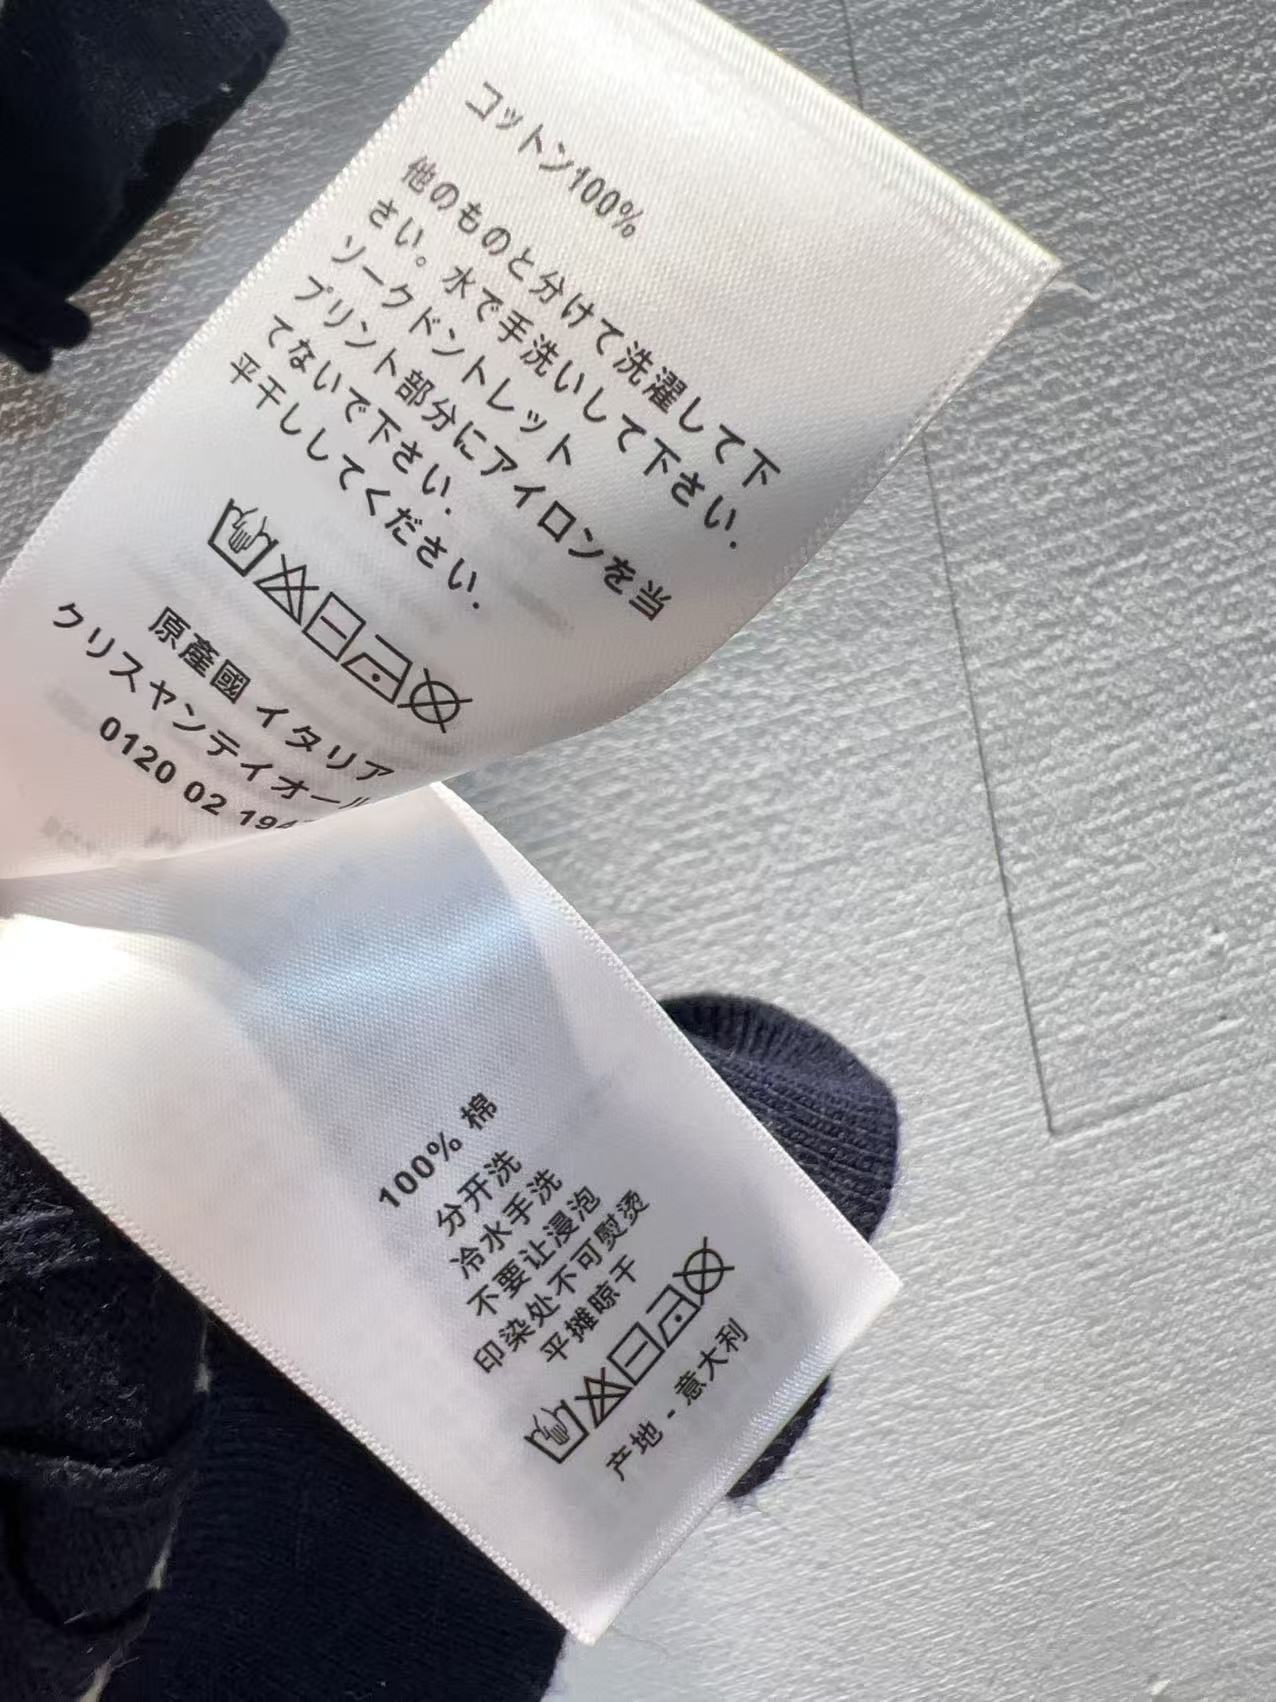 コットン100%
他のものと分けて洗濯して下
さい。水で手洗いして下さい.
ソークドントレット
プリント部分にアイロンを当
てないで下さい.
平干ししてください.
原產國 イタリア
クリスヤンディオー
0120 02 19
100% 棉
分开洗
冷水手洗
不要让浸泡
印染处不可熨烫
平摊晾干
产地 - 意大利